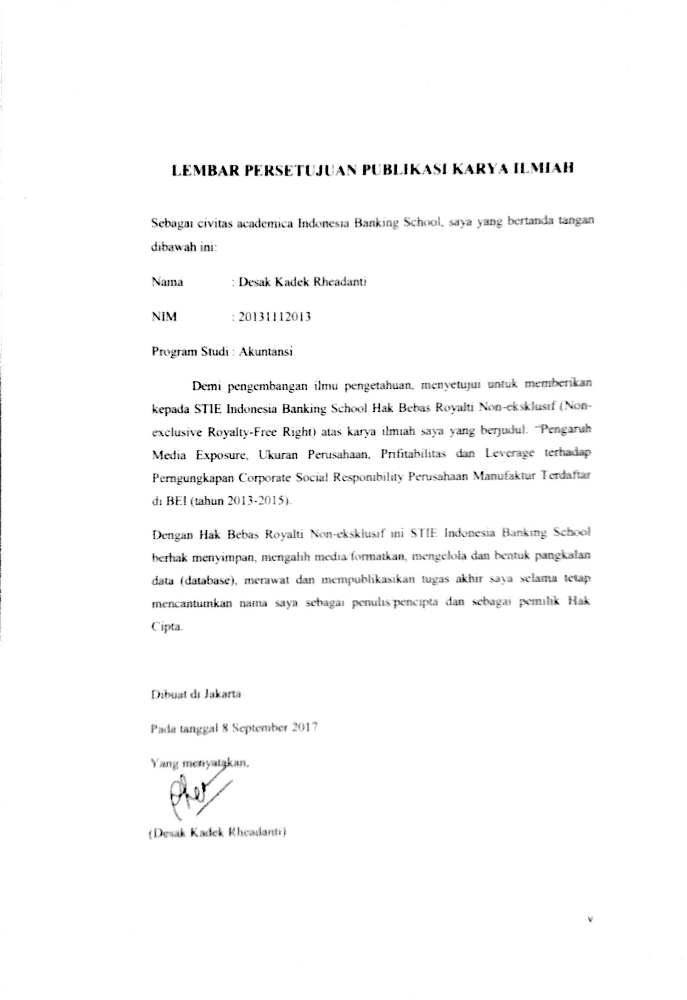 LEMBAR PERSETUJUAN PUBLIKASI KARYA ILMIAH
Sebagai civitas academica Indonesia Banking School, saya yang bertanda tangan
dibawah ini:
Nama : Desak Kadek Rheadanti
NIM : 20131112013
Program Studi : Akuntansi
Demi pengembangan ilmu pengetahuan, menyetujui untuk memberikan
kepada STIE Indonesia Banking School Hak Bebas Royalti Non-eksklusif (Non-
exclusive Royalty-Free Right) atas karya ilmiah saya yang berjudul: "Pengaruh
Media Exposure, Ukuran Perusahaan, Prifitabilitas dan Leverage terhadap
Perngungkapan Corporate Social Responibility Perusahaan Manufaktur Terdaftar
di BEI (tahun 2013-2015).
Dengan Hak Bebas Royalti Non-eksklusif ini STIE Indonesia Banking School
berhak menyimpan, mengalih media/formatkan, mengelola dan bentuk pangkalan
data (database), merawat dan mempublikasikan tugas akhir saya selama tetap
mencantumkan nama saya sebagai penulis/pencipta dan sebagai pemilik Hak
Cipta.
Dibuat di Jakarta
Pada tanggal 8 September 2017
Yang menyatakan,
(Desak Kadek Rheadanti)
v